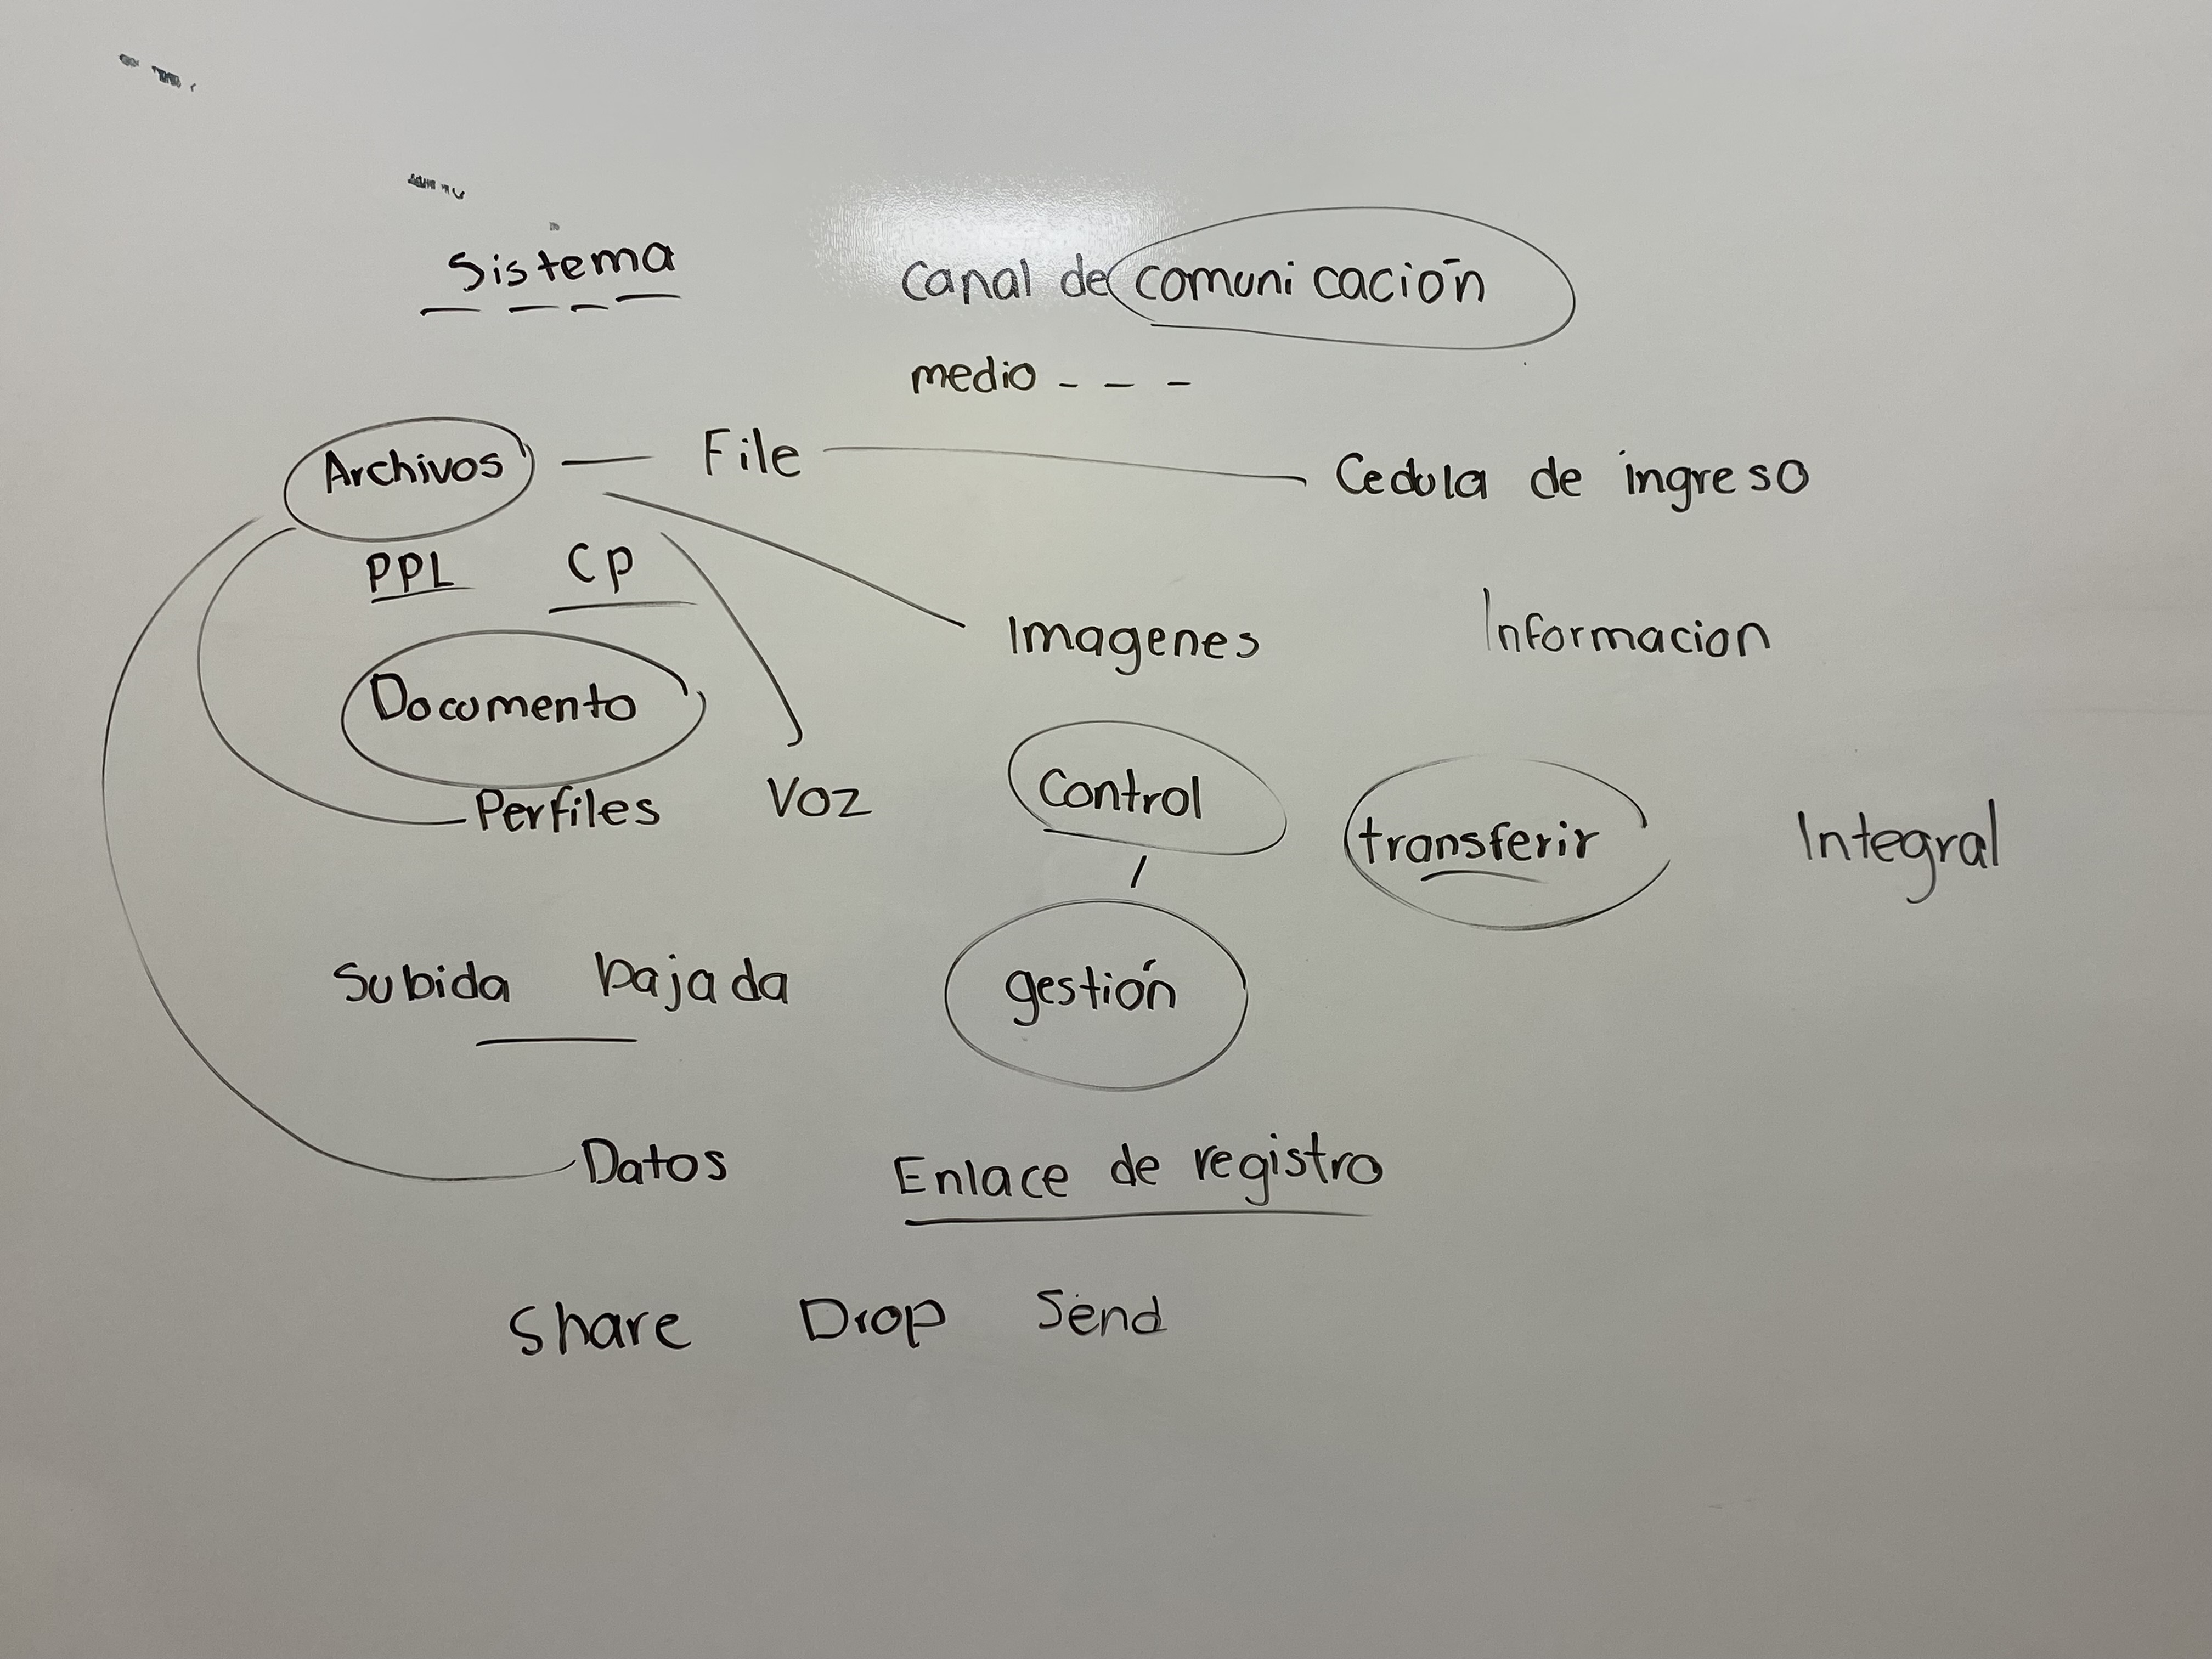 Sistema
Canal de comunicación
medio - - -
Archivos — File — Cedula de ingreso
PPL CP
Imagenes Informacion
Documento
Perfiles Voz Control transferir Integral
/
Subida bajada gestión
Datos Enlace de registro
Share Drop Send